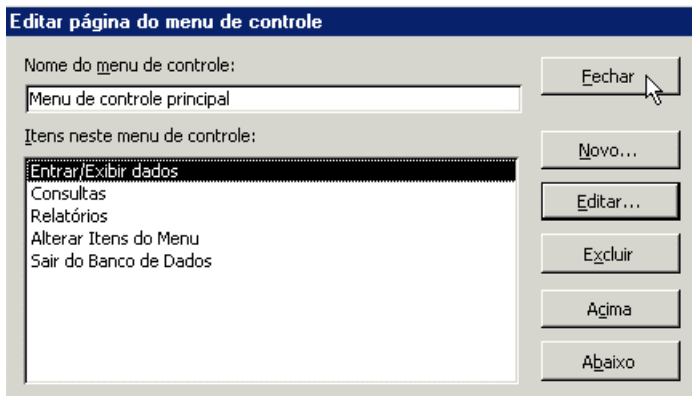 Editar página do menu de controle
Nome do menu de controle:
Fechar
Menu de controle principal
Itens neste menu de controle:
Novo...
Entrar/Exibir dados
Consultas
Editar...
Relatórios
Alterar Itens do Menu
Excluir
Sair do Banco de Dados
Acima
Abaixo